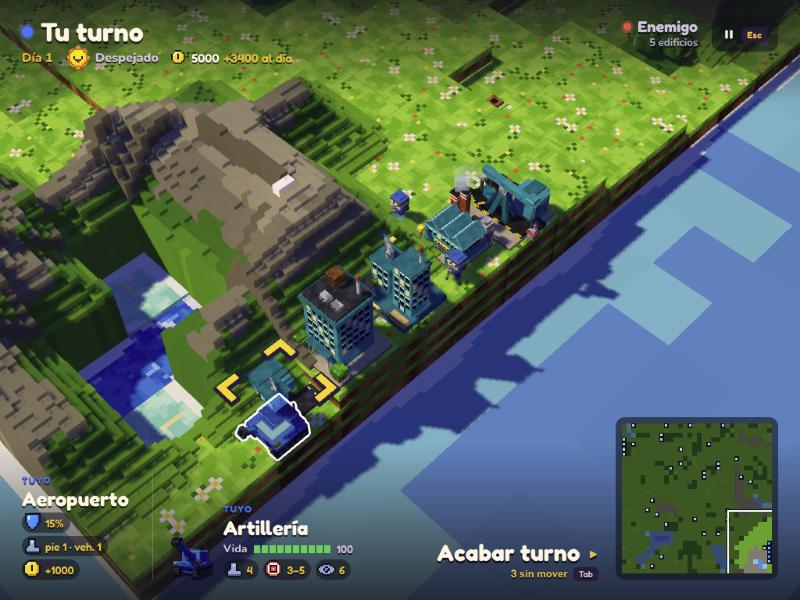 Tu turno
Día 1 Despejado 5000 +3400 al día
Enemigo
5 edificios
Esc
TUYO
Aeropuerto
15%
pie 1 · veh. 1
+1000
TUYO
Artillería
Vida 100
4 3–5 6
Acabar turno
3 sin mover Tab